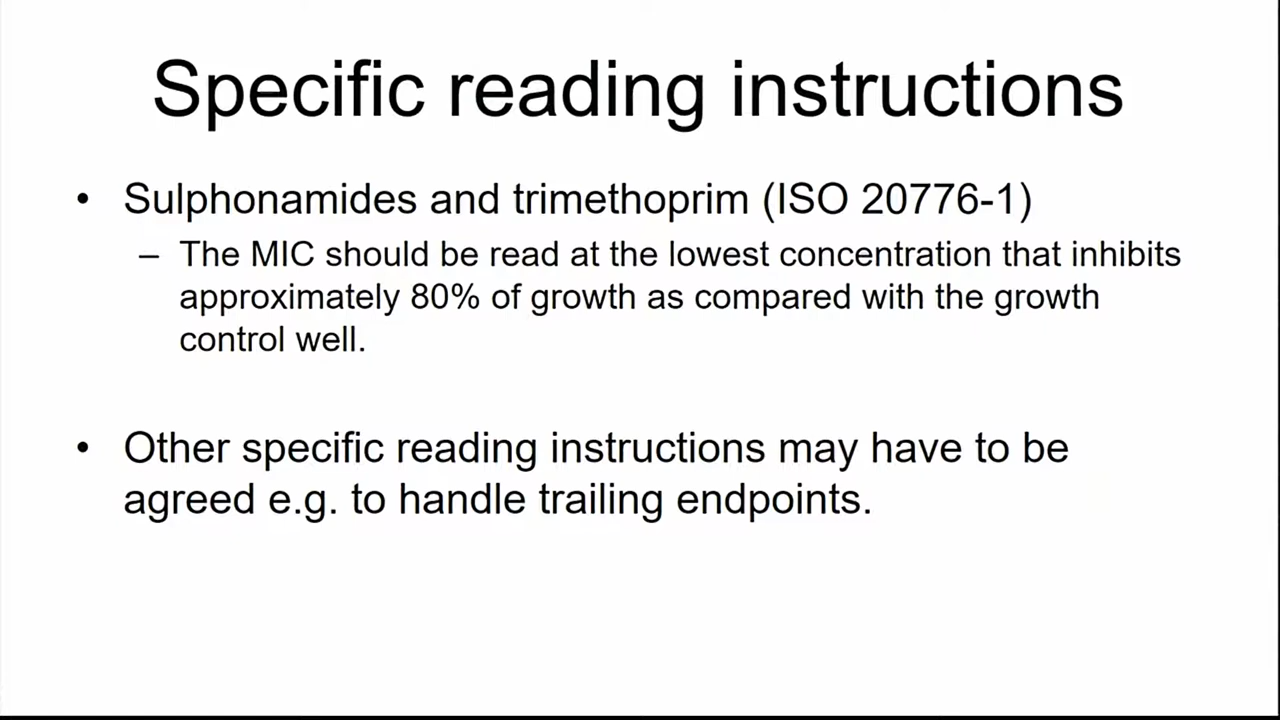 Specific reading instructions
• Sulphonamides and trimethoprim (ISO 20776-1)
– The MIC should be read at the lowest concentration that inhibits
approximately 80% of growth as compared with the growth
control well.
• Other specific reading instructions may have to be
agreed e.g. to handle trailing endpoints.